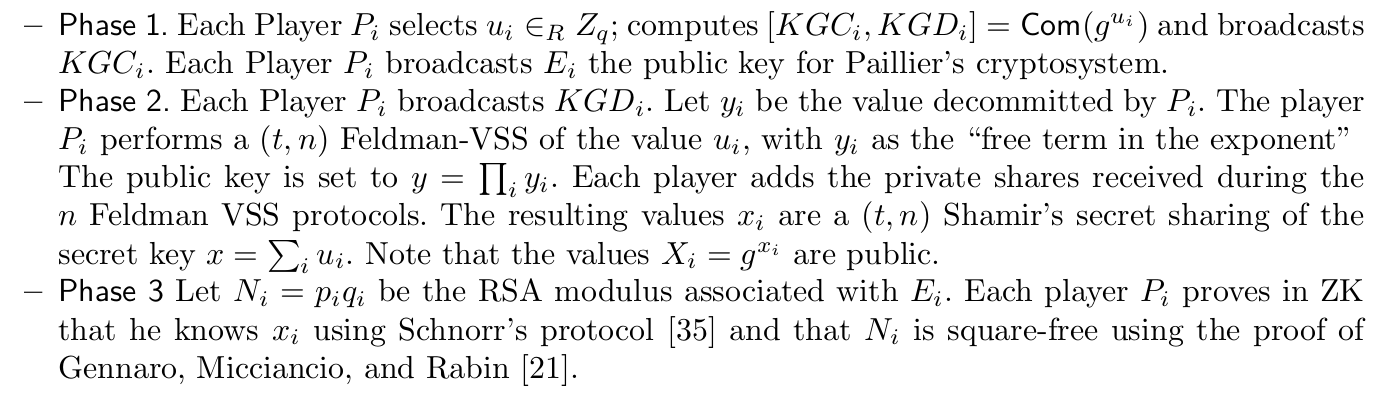 – Phase 1. Each Player P_i selects u_i ∈_R Z_q; computes [KGC_i, KGD_i] = Com(g^{u_i}) and broadcasts
KGC_i. Each Player P_i broadcasts E_i the public key for Paillier's cryptosystem.
– Phase 2. Each Player P_i broadcasts KGD_i. Let y_i be the value decommitted by P_i. The player
P_i performs a (t, n) Feldman-VSS of the value u_i, with y_i as the “free term in the exponent”
The public key is set to y = ∏_i y_i. Each player adds the private shares received during the
n Feldman VSS protocols. The resulting values x_i are a (t, n) Shamir's secret sharing of the
secret key x = ∑_i u_i. Note that the values X_i = g^{x_i} are public.
– Phase 3 Let N_i = p_iq_i be the RSA modulus associated with E_i. Each player P_i proves in ZK
that he knows x_i using Schnorr's protocol [35] and that N_i is square-free using the proof of
Gennaro, Micciancio, and Rabin [21].